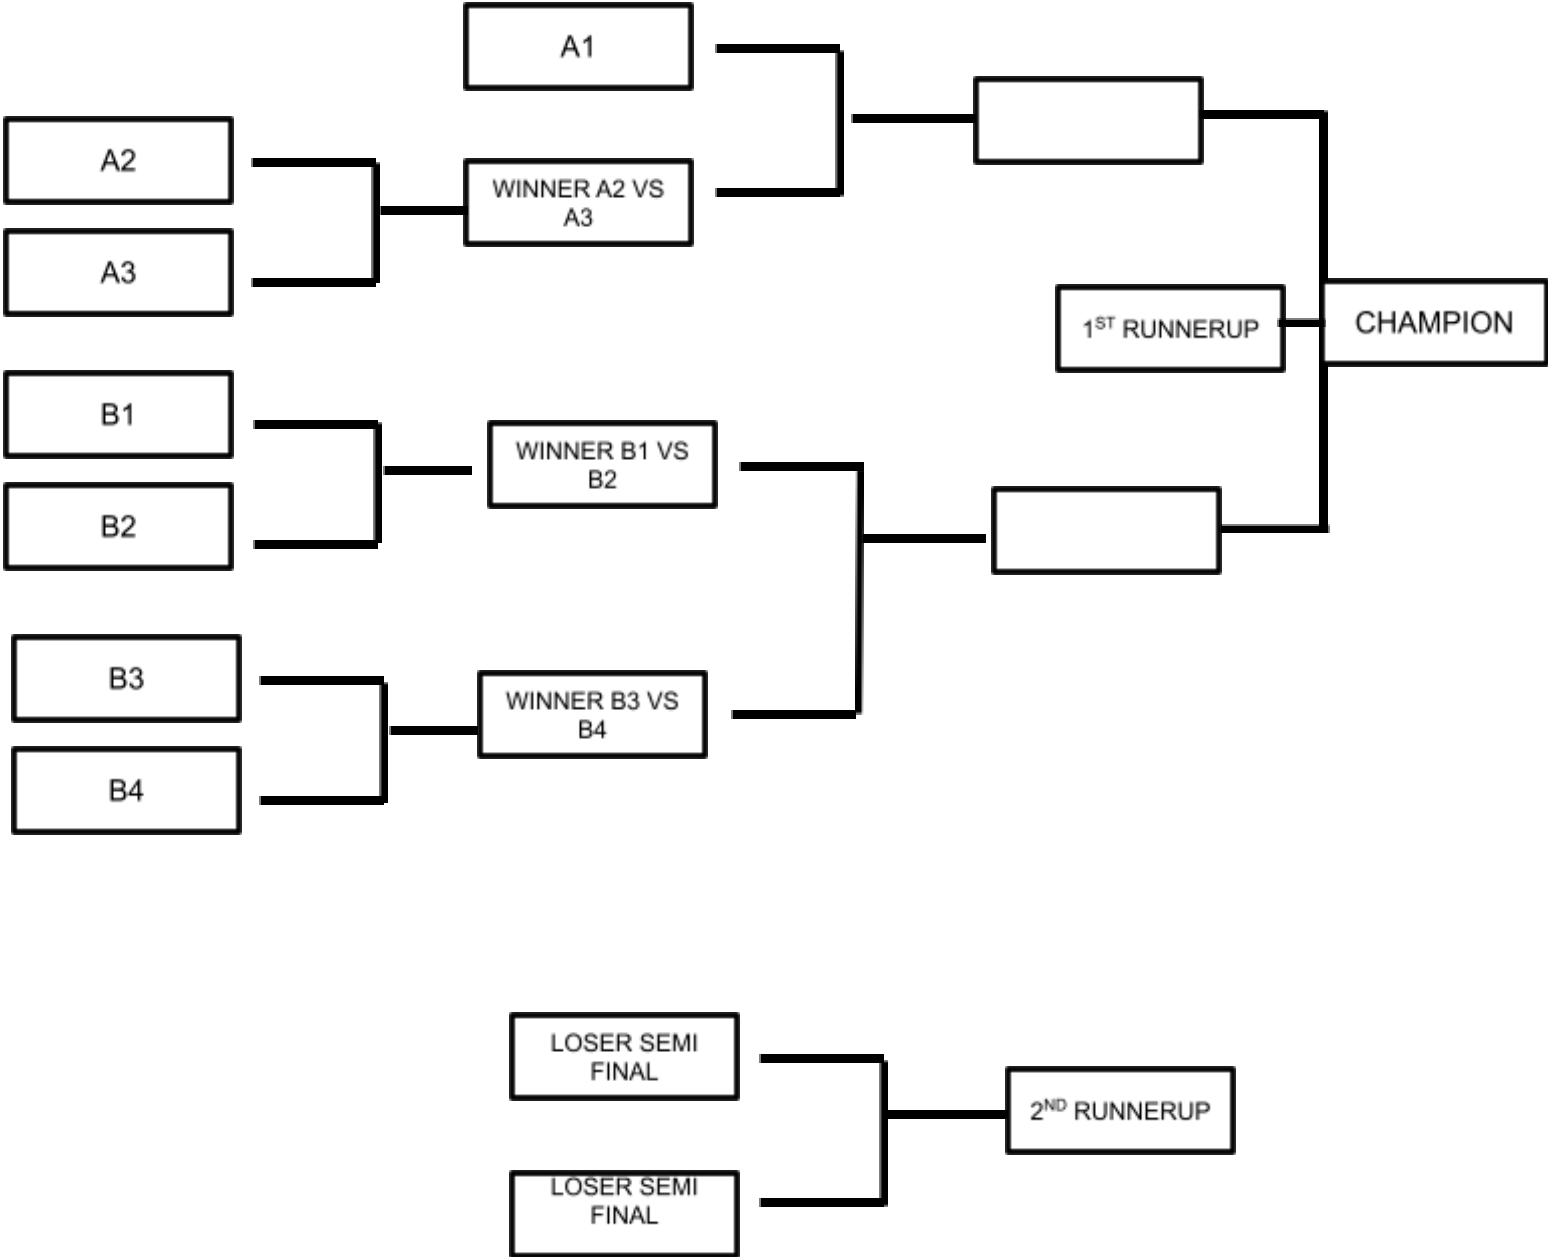 A1
A2
WINNER A2 VS
A3
A3
1ST RUNNERUP
CHAMPION
B1
WINNER B1 VS
B2
B2
B3
WINNER B3 VS
B4
B4
LOSER SEMI
FINAL
2ND RUNNERUP
LOSER SEMI
FINAL